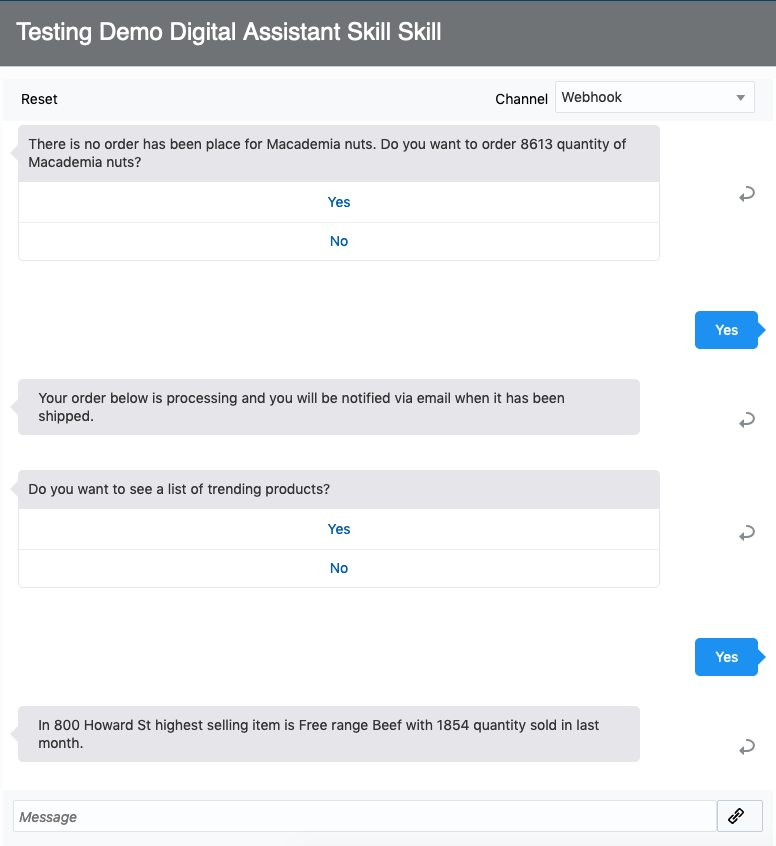 Testing Demo Digital Assistant Skill Skill
Reset
Channel
Webhook
There is no order has been place for Macademia nuts. Do you want to order 8613 quantity of
Macademia nuts?
Yes
No
Yes
Your order below is processing and you will be notified via email when it has been
shipped.
Do you want to see a list of trending products?
Yes
No
Yes
In 800 Howard St highest selling item is Free range Beef with 1854 quantity sold in last
month.
Message